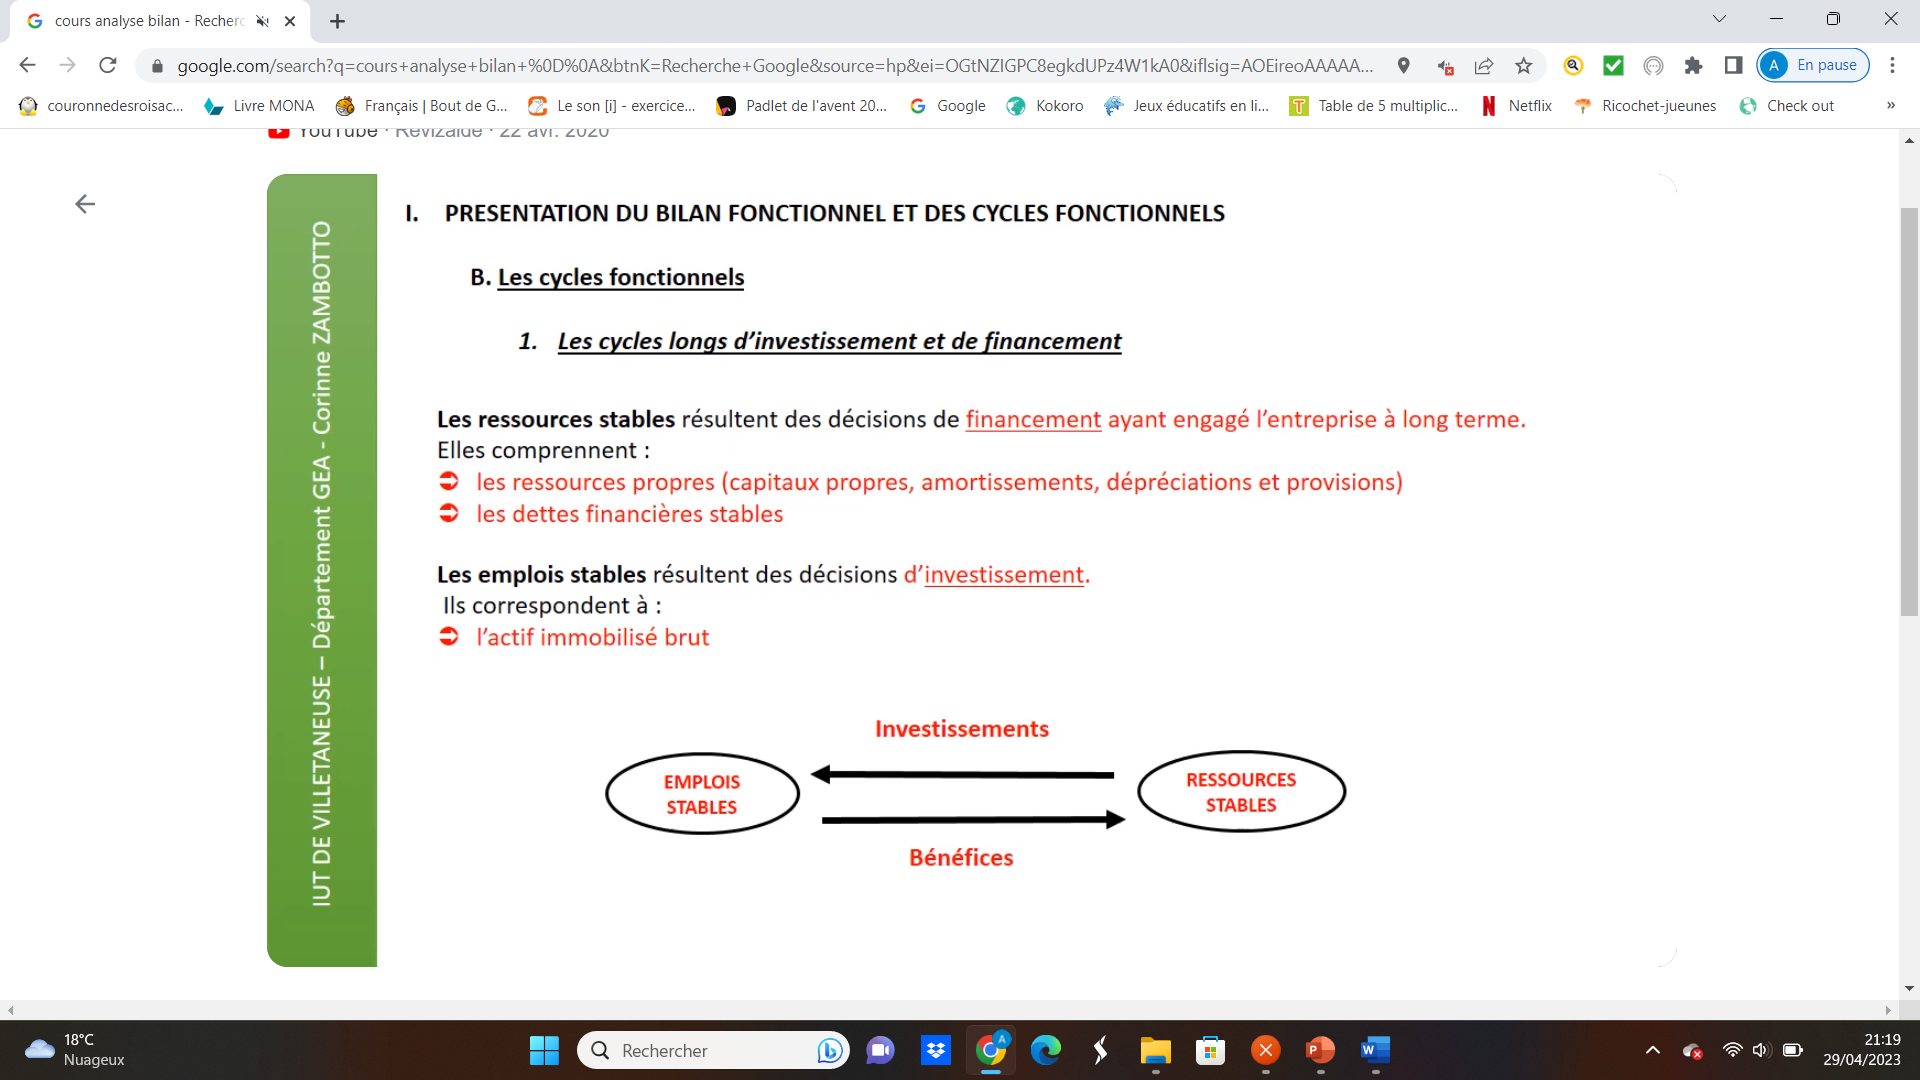 cours analyse bilan - Recherc
google.com/search?q=cours+analyse+bilan+%0D%0A&btnK=Recherche+Google&source=hp&ei=OGtNZIGPC8egkdUPz4W1kA0&iflsig=AOEireoAAAAA...
A En pause
couronnedesroisac... Livre MONA Français | Bout de G... Le son [i] - exercice... Padlet de l'avent 20... Google Kokoro Jeux éducatifs en li... Table de 5 multiplic... Netflix Ricochet-jueunes Check out »
YouTube · Revizaide · 22 avr. 2020
IUT DE VILLETANEUSE – Département GEA - Corinne ZAMBOTTO
I. PRESENTATION DU BILAN FONCTIONNEL ET DES CYCLES FONCTIONNELS
B. Les cycles fonctionnels
1. Les cycles longs d’investissement et de financement
Les ressources stables résultent des décisions de financement ayant engagé l’entreprise à long terme.
Elles comprennent :
les ressources propres (capitaux propres, amortissements, dépréciations et provisions)
les dettes financières stables
Les emplois stables résultent des décisions d’investissement.
Ils correspondent à :
l’actif immobilisé brut
Investissements
EMPLOIS
STABLES
RESSOURCES
STABLES
Bénéfices
18°C
Nuageux
Rechercher
21:19
29/04/2023